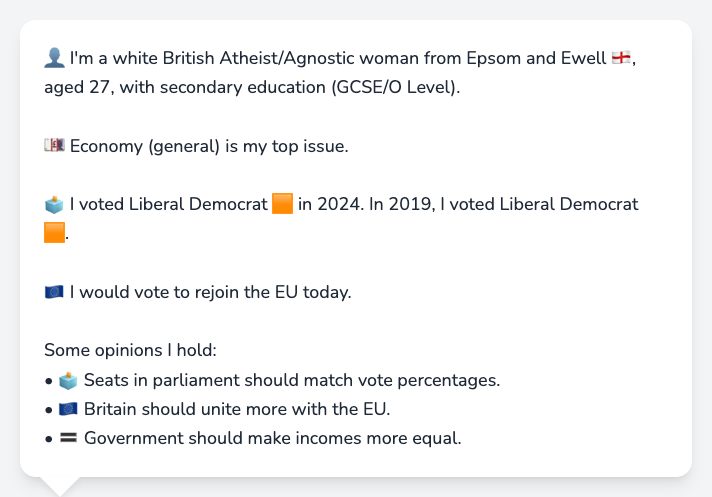 👤 I'm a white British Atheist/Agnostic woman from Epsom and Ewell 🏴󠁧󠁢󠁥󠁮󠁧󠁿,
aged 27, with secondary education (GCSE/O Level).
💷 Economy (general) is my top issue.
🗳️ I voted Liberal Democrat 🟧 in 2024. In 2019, I voted Liberal Democrat
🟧.
🇪🇺 I would vote to rejoin the EU today.
Some opinions I hold:
• 🗳️ Seats in parliament should match vote percentages.
• 🇪🇺 Britain should unite more with the EU.
• 🟰 Government should make incomes more equal.